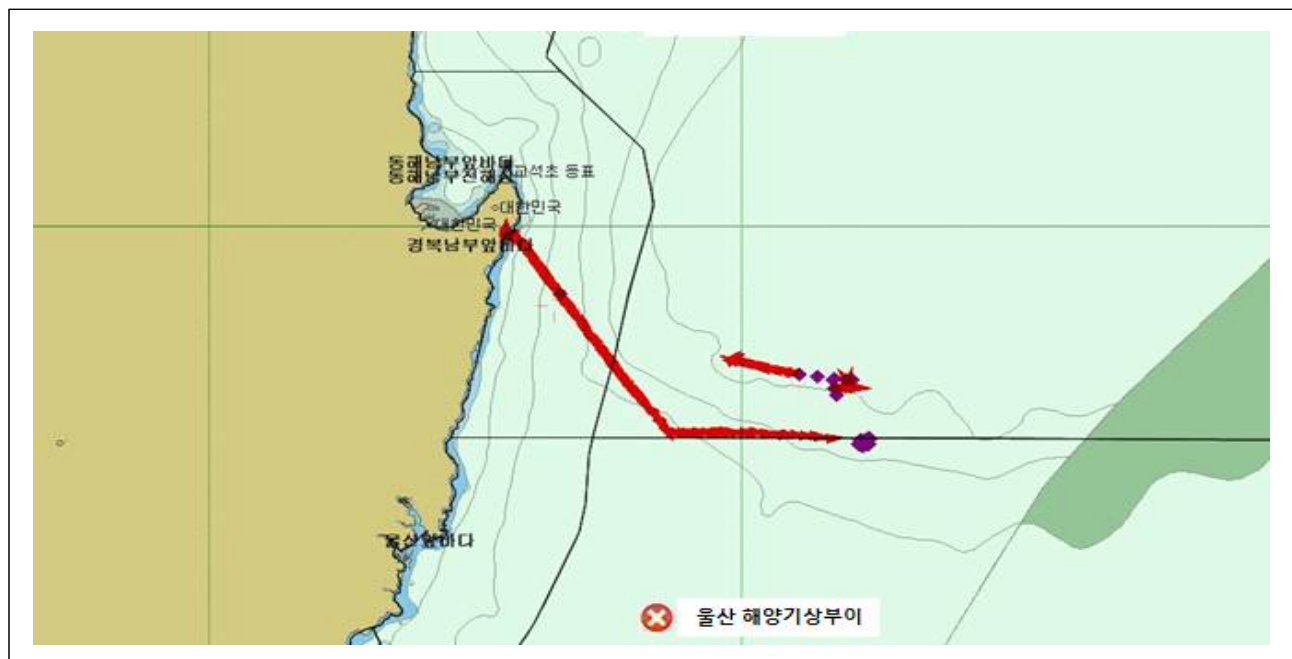 동해남부앞바다
동해남부전해상
교석초 등표
대한민국
대한민국
경북남부앞바다
울산앞바다
울산 해양기상부이